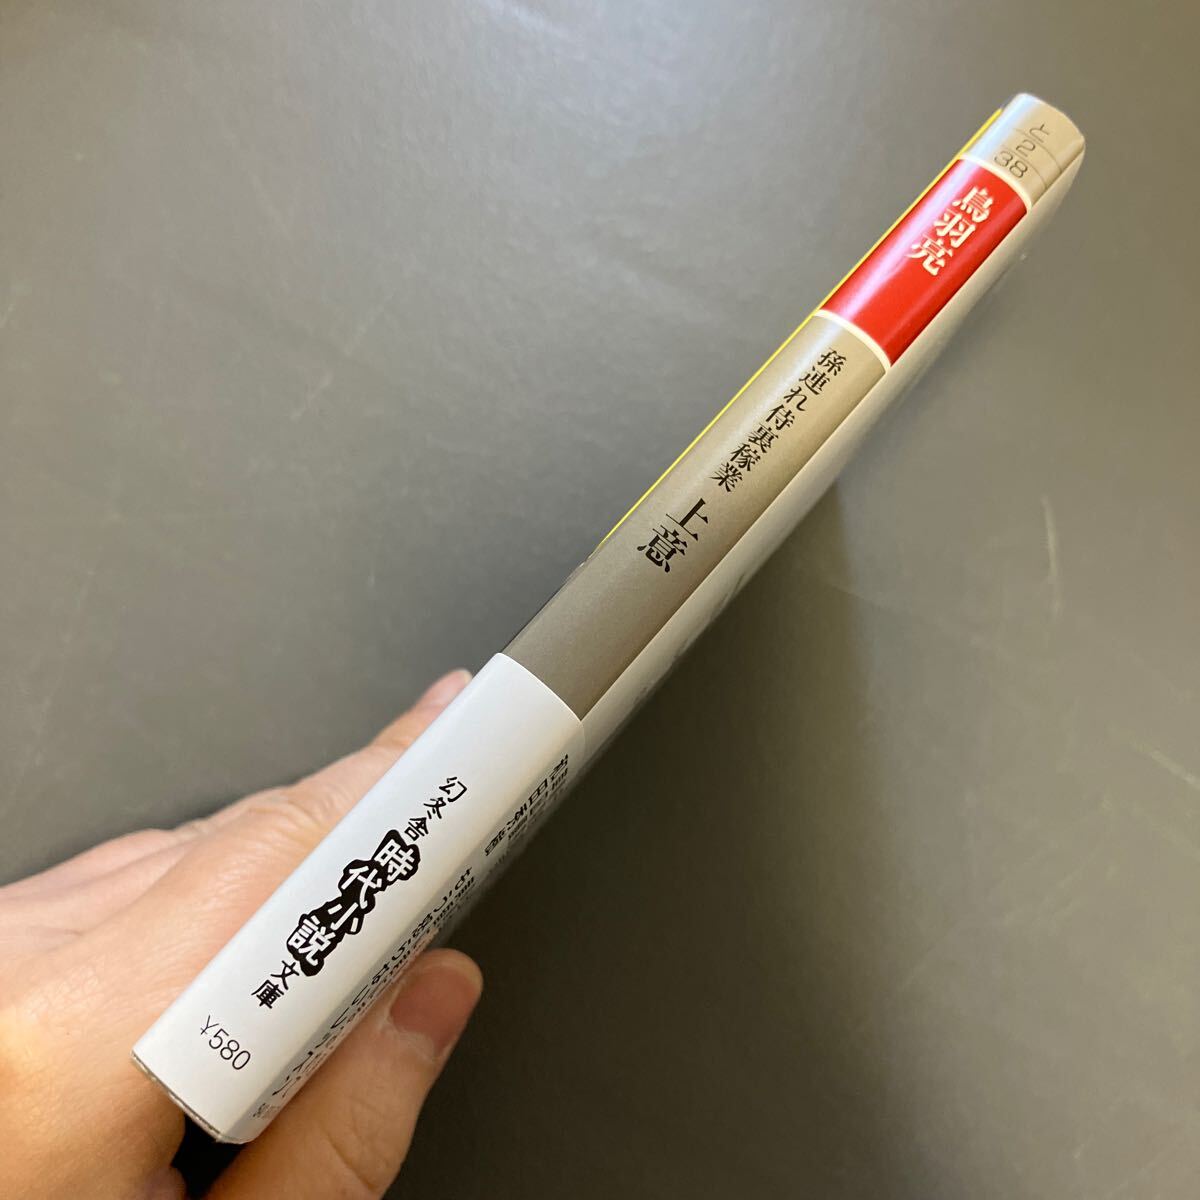 と
2
38
鳥羽亮
孫連れ侍裏稼業 上意
幻冬舎
時代小説
文庫
¥580